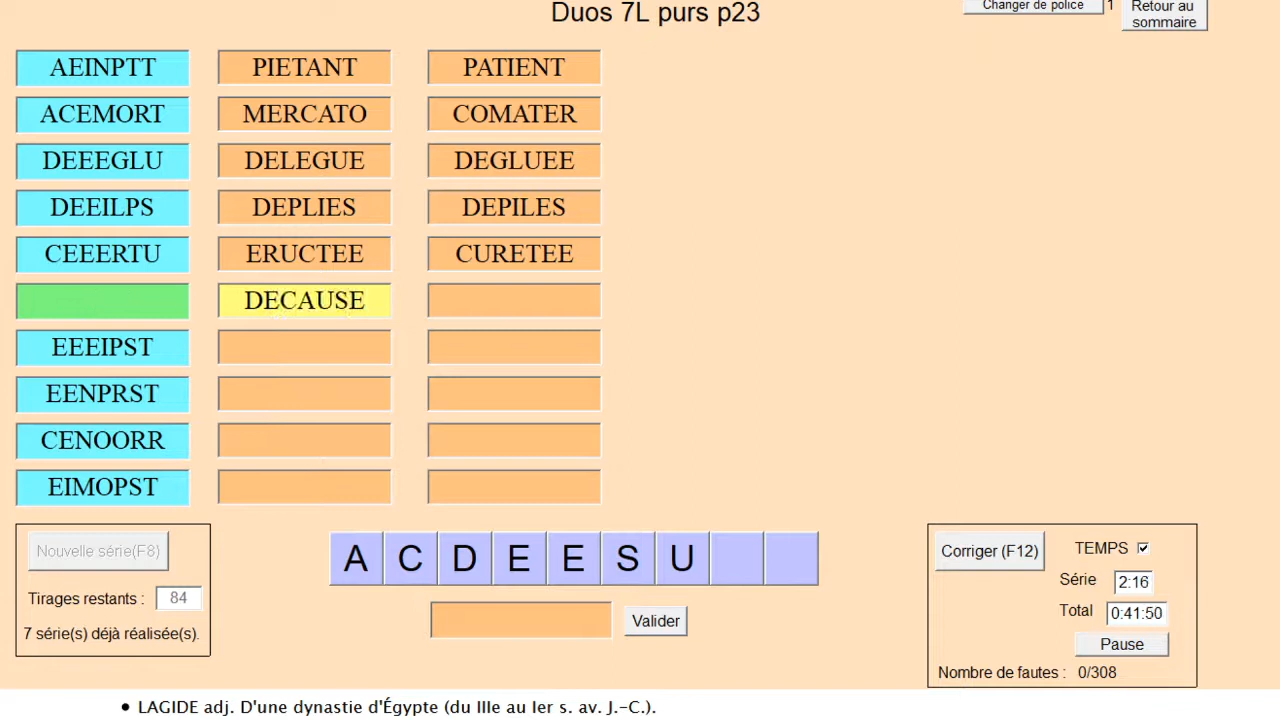 Duos 7L purs p23
Changer de police 1 Retour au sommaire
AEINPTT PIETANT PATIENT
ACEMORT MERCATO COMATER
DEEEGLU DELEGUE DEGLUEE
DEEILPS DEPLIES DEPILES
CEEERTU ERUCTEE CURETEE
DECAUSE
EEEIPST
EENPRST
CENOORR
EIMOPST
Nouvelle série(F8)
Tirages restants : 84
7 série(s) déjà réalisée(s).
A C D E E S U
Valider
Corriger (F12) TEMPS
Série 2:16
Total 0:41:50
Pause
Nombre de fautes : 0/308
• LAGIDE adj. D'une dynastie d'Égypte (du IIIe au Ier s. av. J.-C.).